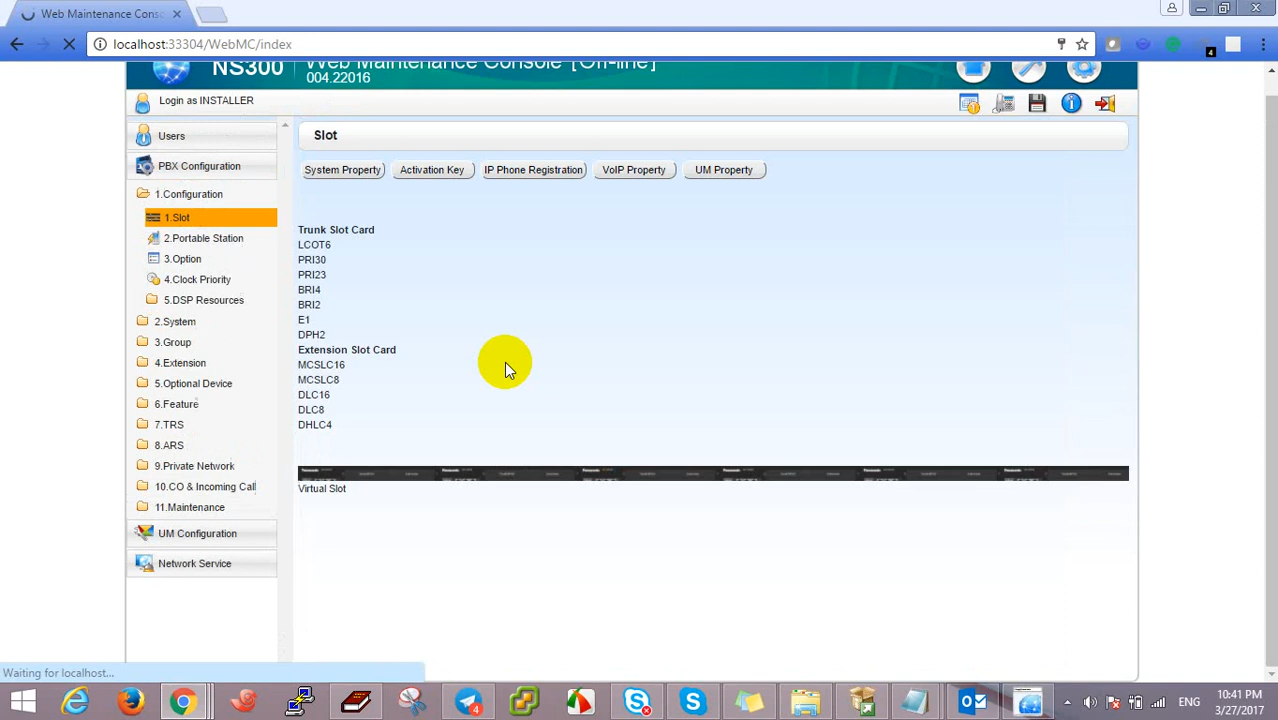 Web Maintenance Conso
localhost:33304/WebMC/index
4
NS300
Web Maintenance Console [Off-line]
004.22016
Login as INSTALLER
Users
PBX Configuration
1.Configuration
1.Slot
2.Portable Station
3.Option
4.Clock Priority
5.DSP Resources
2.System
3.Group
4.Extension
5.Optional Device
6.Feature
7.TRS
8.ARS
9.Private Network
10.CO & Incoming Call
11.Maintenance
UM Configuration
Network Service
Slot
System Property
Activation Key
IP Phone Registration
VoIP Property
UM Property
Trunk Slot Card
LCOT6
PRI30
PRI23
BRI4
BRI2
E1
DPH2
Extension Slot Card
MCSLC16
MCSLC8
DLC16
DLC8
DHLC4
Virtual Slot
Waiting for localhost...
4
ENG
10:41 PM
3/27/2017